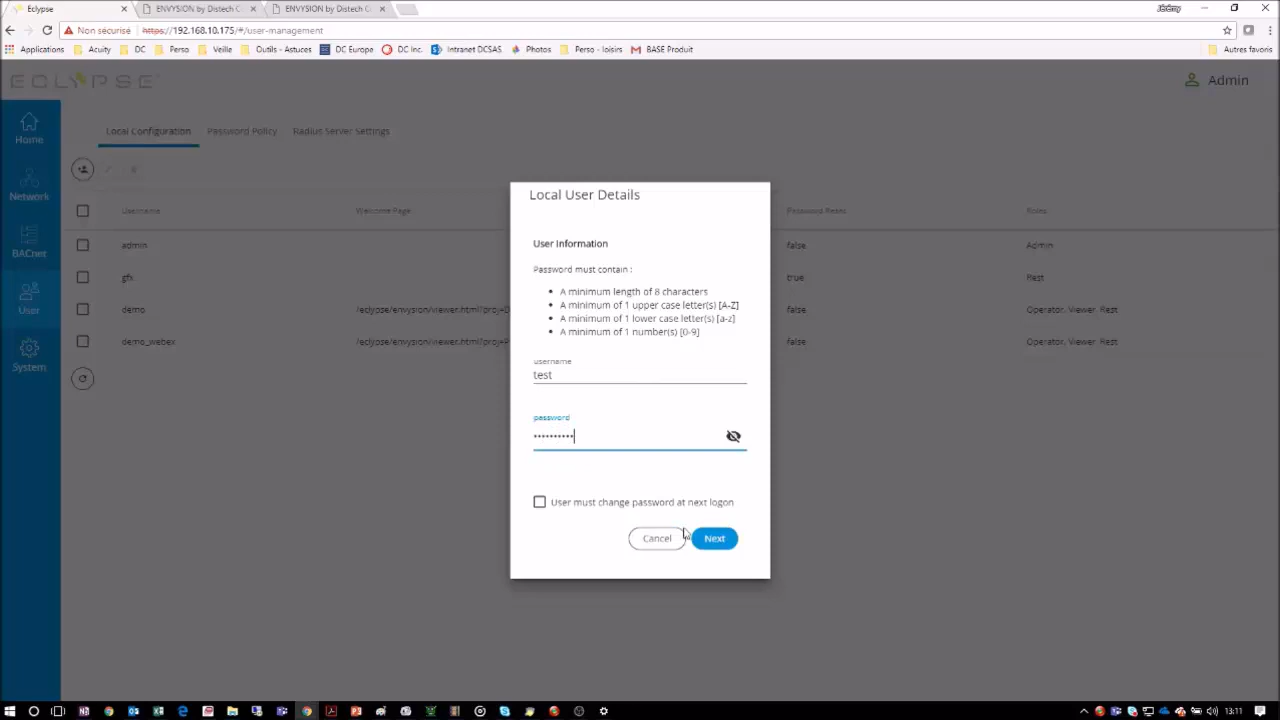 Eclypse
ENVYSION by Distech C
ENVYSION by Distech C
Jérémy
Non sécurisé https://192.168.10.175/#/user-management
Applications Acuity DC Perso Veille Outils - Astuces DC Europe DC Inc. Intranet DCSAS Photos Perso - loisirs BASE Produit Autres favoris
ECLYPSE
Admin
Home
Network
BACnet
User
System
Local Configuration Password Policy Radius Server Settings
Username Welcome Page Password Reset Roles
admin false Admin
gfx true Rest
demo /eclypse/envysion/viewer.html?proj=D false Operator, Viewer Rest
demo_webex /eclypse/envysion/viewer.html?proj=P false Operator, Viewer Rest
Local User Details
User Information
Password must contain :
• A minimum length of 8 characters
• A minimum of 1 upper case letter(s) [A-Z]
• A minimum of 1 lower case letter(s) [a-z]
• A minimum of 1 number(s) [0-9]
username
test
password
••••••••••
User must change password at next logon
Cancel Next
13:11